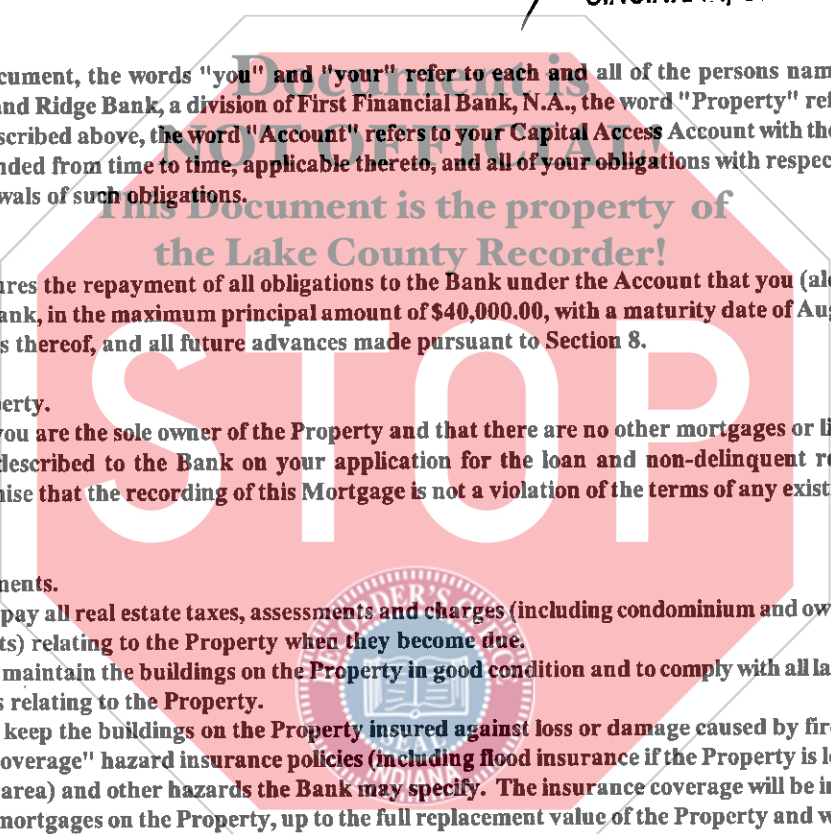 cument, the words "you" and "your" refer to each and all of the persons nam
Document is
and Ridge Bank, a division of First Financial Bank, N.A., the word "Property" ref
scribed above, the word "Account" refers to your Capital Access Account with the
NOT OFFICIAL!
nded from time to time, applicable thereto, and all of your obligations with respec
wals of such obligations.
This Document is the property of
the Lake County Recorder!
ures the repayment of all obligations to the Bank under the Account that you (al
ank, in the maximum principal amount of $40,000.00, with a maturity date of Au
s thereof, and all future advances made pursuant to Section 8.
STOP
perty.
you are the sole owner of the Property and that there are no other mortgages or li
described to the Bank on your application for the loan and non-delinquent re
nise that the recording of this Mortgage is not a violation of the terms of any exist
ments.
pay all real estate taxes, assessments and charges (including condominium and ow
ts) relating to the Property when they become due.
maintain the buildings on the Property in good condition and to comply with all la
s relating to the Property.
keep the buildings on the Property insured against loss or damage caused by fir
overage" hazard insurance policies (including flood insurance if the Property is l
SEAL
INDIANA
area) and other hazards the Bank may specify. The insurance coverage will be in
mortgages on the Property, up to the full replacement value of the Property and w